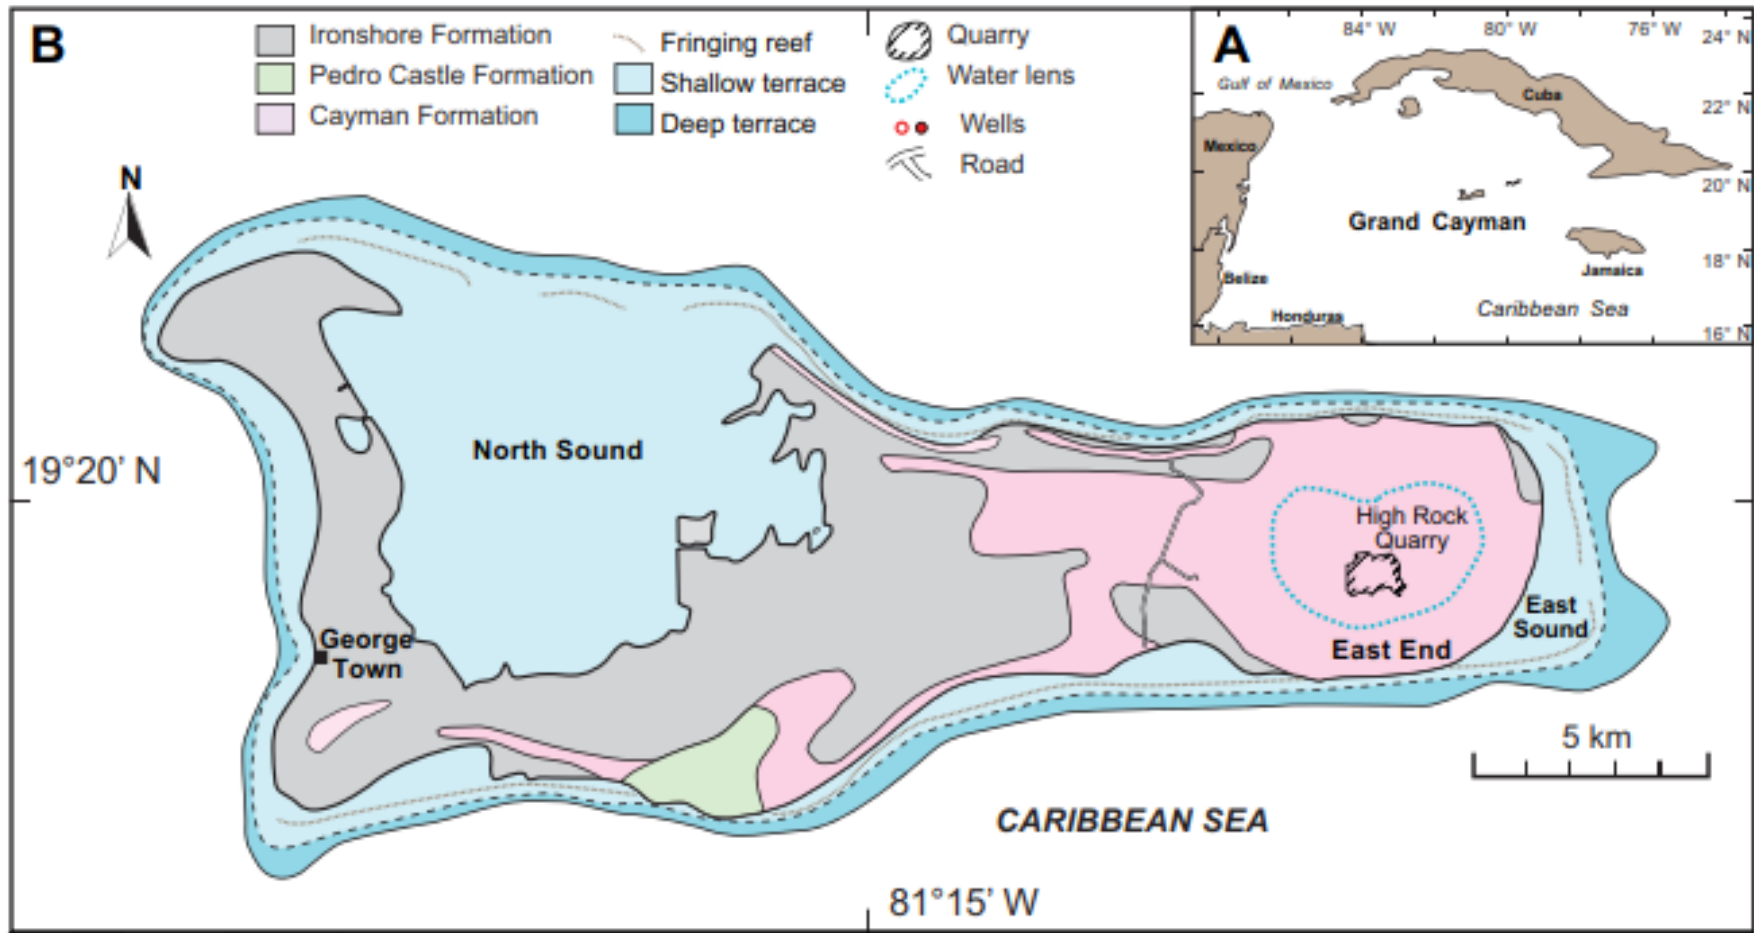 B
Ironshore Formation
Pedro Castle Formation
Cayman Formation
Fringing reef
Shallow terrace
Deep terrace
Quarry
Water lens
Wells
Road
A
84° W
80° W
76° W
24° N
22° N
20° N
18° N
16° N
Gulf of Mexico
Cuba
Mexico
Grand Cayman
Jamaica
Belize
Honduras
Caribbean Sea
N
North Sound
19°20’ N
High Rock
Quarry
East
Sound
East End
George
Town
5 km
CARIBBEAN SEA
81°15’ W